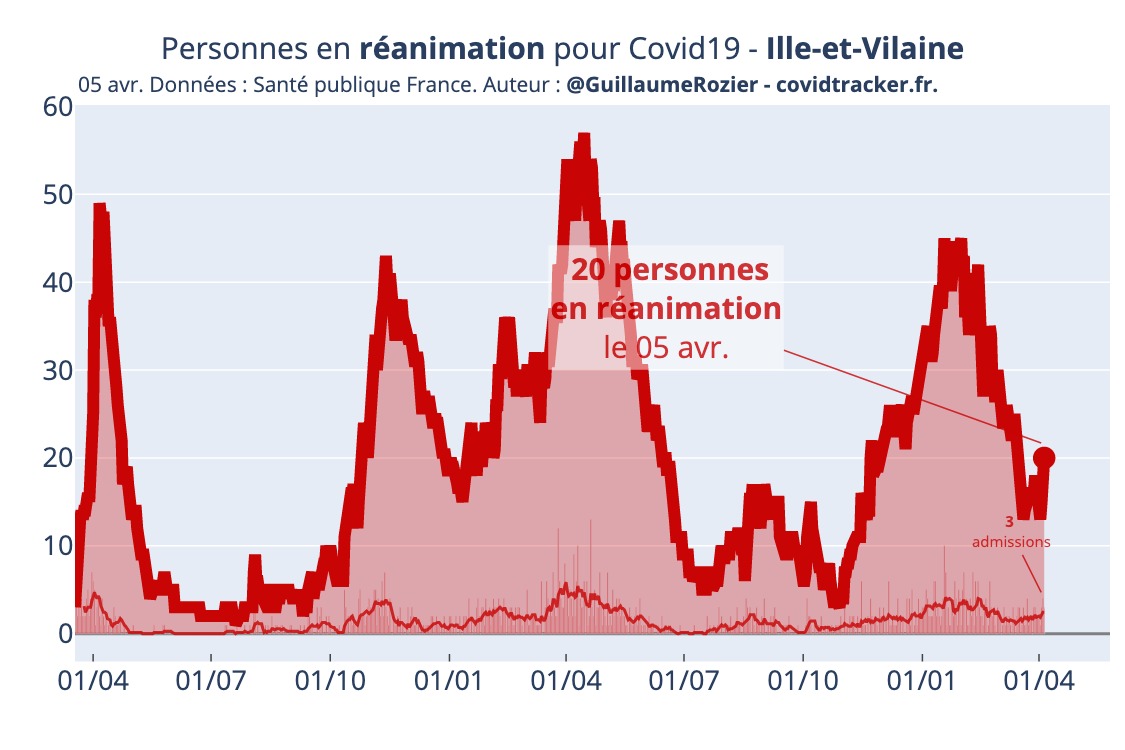 Personnes en réanimation pour Covid19 - Ille-et-Vilaine
05 avr. Données : Santé publique France. Auteur : @GuillaumeRozier - covidtracker.fr.
60
50
40
30
20
10
0
20 personnes
en réanimation
le 05 avr.
3
admissions
01/04 01/07 01/10 01/01 01/04 01/07 01/10 01/01 01/04